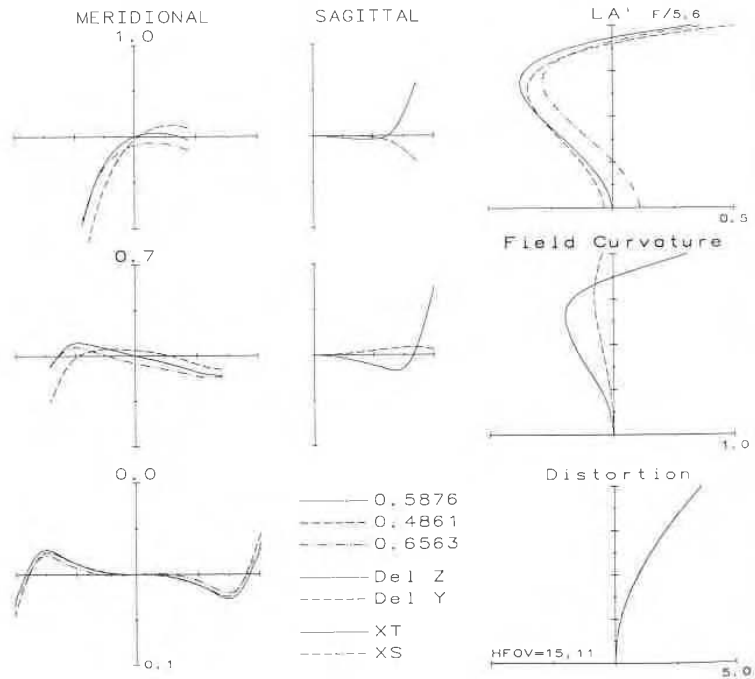 MERIDIONAL SAGITTAL LA' F/5.6
1.0
0.5
Field Curvature
0.7
1.0
0.0
Distortion
0.5876
0.4861
0.6563
Del Z
Del Y
XT
XS
HFOV=15.11
0.1
5.0